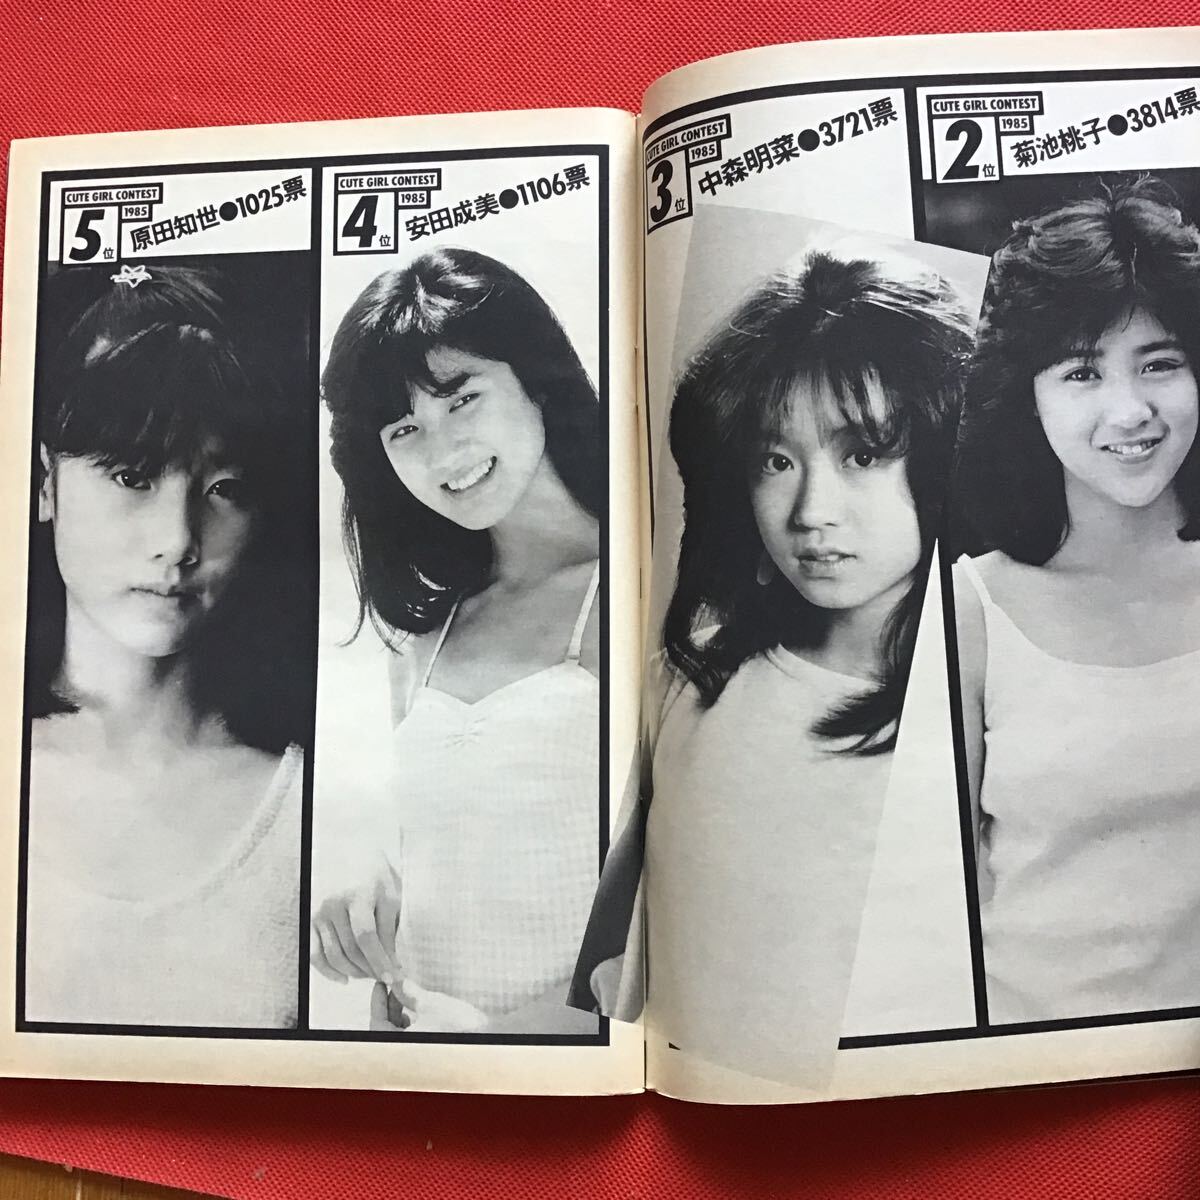 CUTE GIRL CONTEST
1985
5位
原田知世●1025票
CUTE GIRL CONTEST
1985
4位
安田成美●1106票
CUTE GIRL CONTEST
1985
3位
中森明菜●3721票
CUTE GIRL CONTEST
1985
2位
菊池桃子●3814票